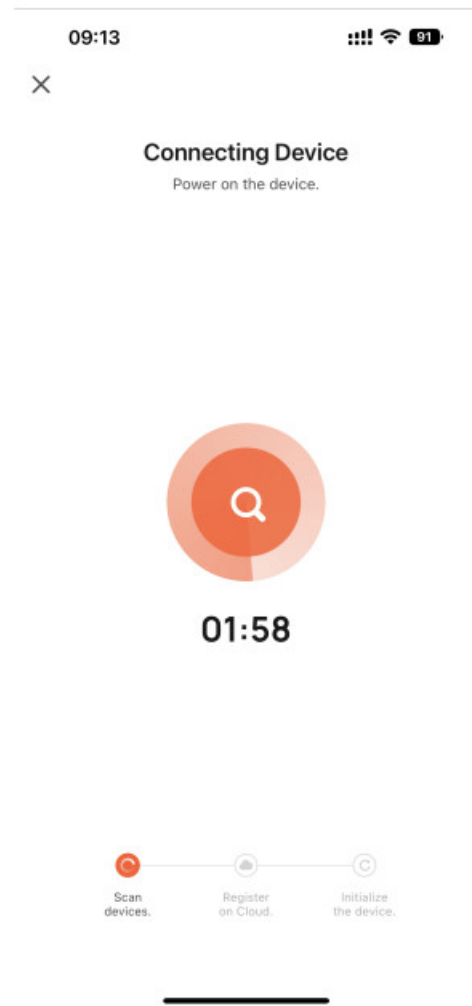 09:13
91
Connecting Device
Power on the device.
01:58
Scan
devices.
Register
on Cloud.
Initialize
the device.